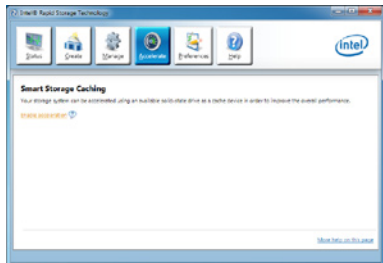 Intel® Rapid Storage Technology
Status Create Manage Accelerate Preferences Help
intel
Smart Storage Caching
Your storage system can be accelerated using an available solid-state drive as a cache device in order to improve the overall performance.
Enable acceleration ?
More help on this page